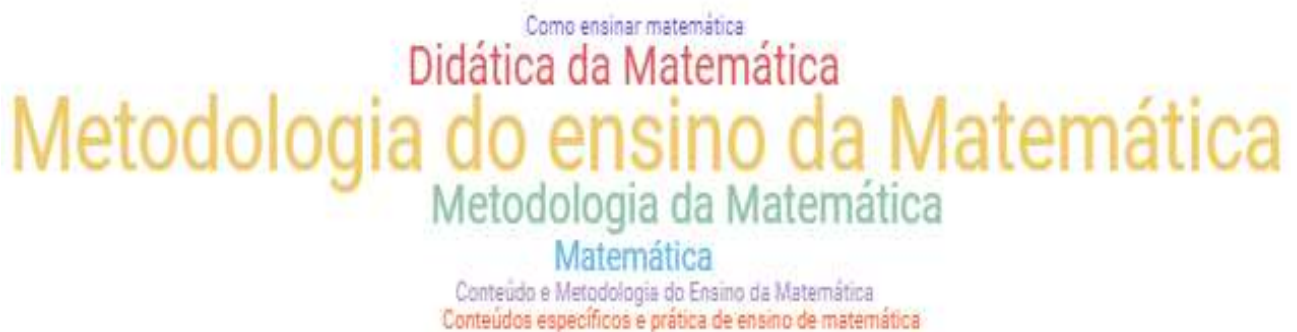 Como ensinar matemática
Didática da Matemática
Metodologia do ensino da Matemática
Metodologia da Matemática
Matemática
Conteúdo e Metodologia do Ensino da Matemática
Conteúdos específicos e prática de ensino de matemática